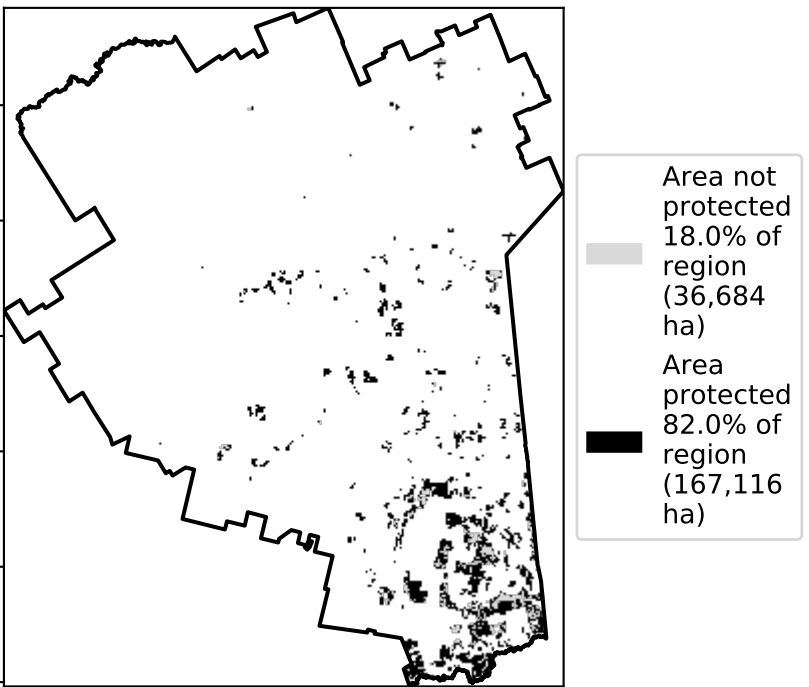 Area not
protected
18.0% of
region
(36,684
ha)
Area
protected
82.0% of
region
(167,116
ha)